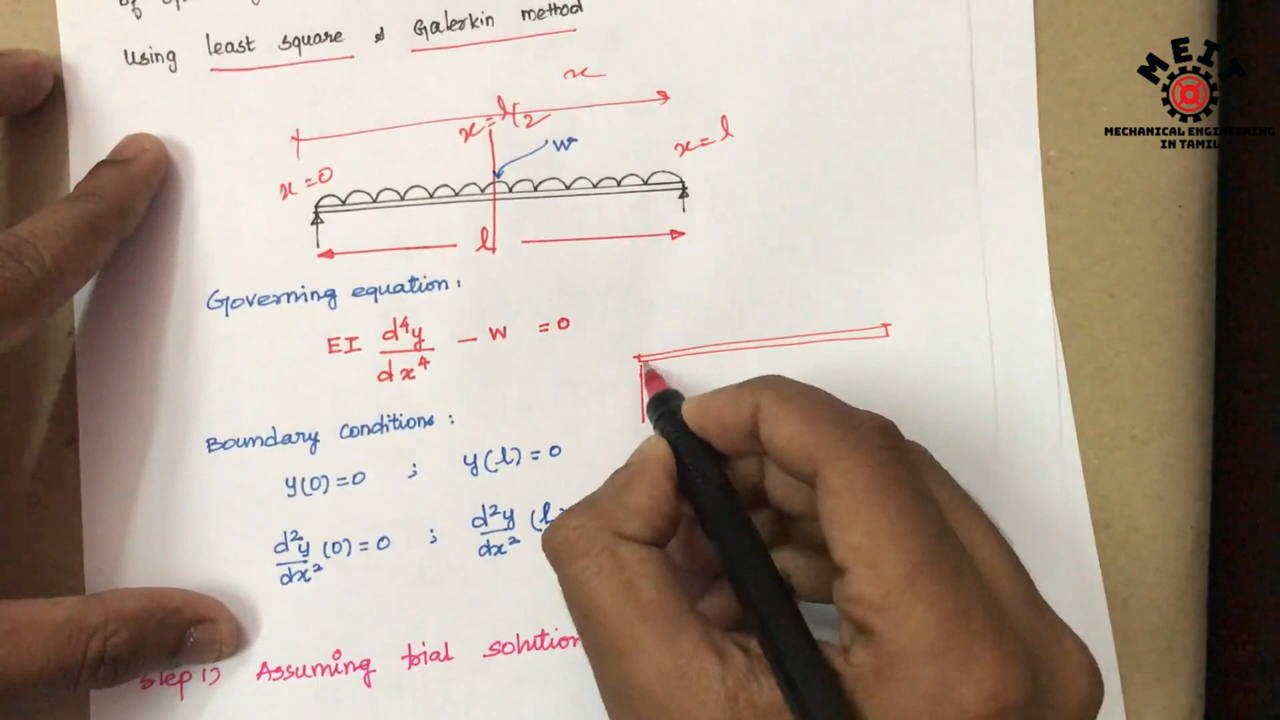 Using least square & Galerkin method
x
x = l/2
w
x = 0
x = l
l
Governing equation:
EI d⁴y/dx⁴ - w = 0
Boundary conditions:
y(0) = 0 ; y(l) = 0
d²y/dx² (0) = 0 ; d²y/dx² (l
Step 1) Assuming trial solution
MEIT
MECHANICAL ENGINEERING
IN TAMIL